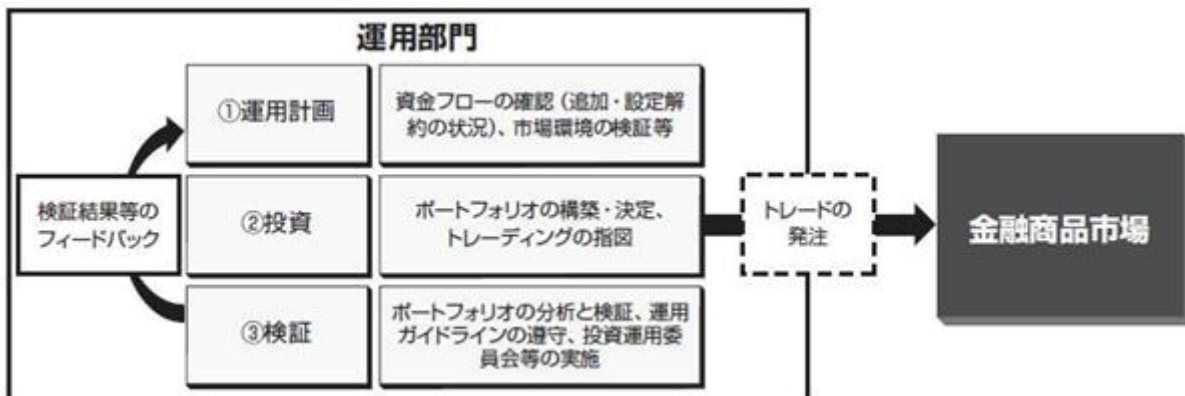 運用部門
①運用計画
資金フローの確認（追加・設定解
約の状況）、市場環境の検証等
検証結果等の
フィードバック
②投資
ポートフォリオの構築・決定、
トレーディングの指図
トレードの
発注
金融商品市場
③検証
ポートフォリオの分析と検証、運用
ガイドラインの遵守、投資運用委
員会等の実施